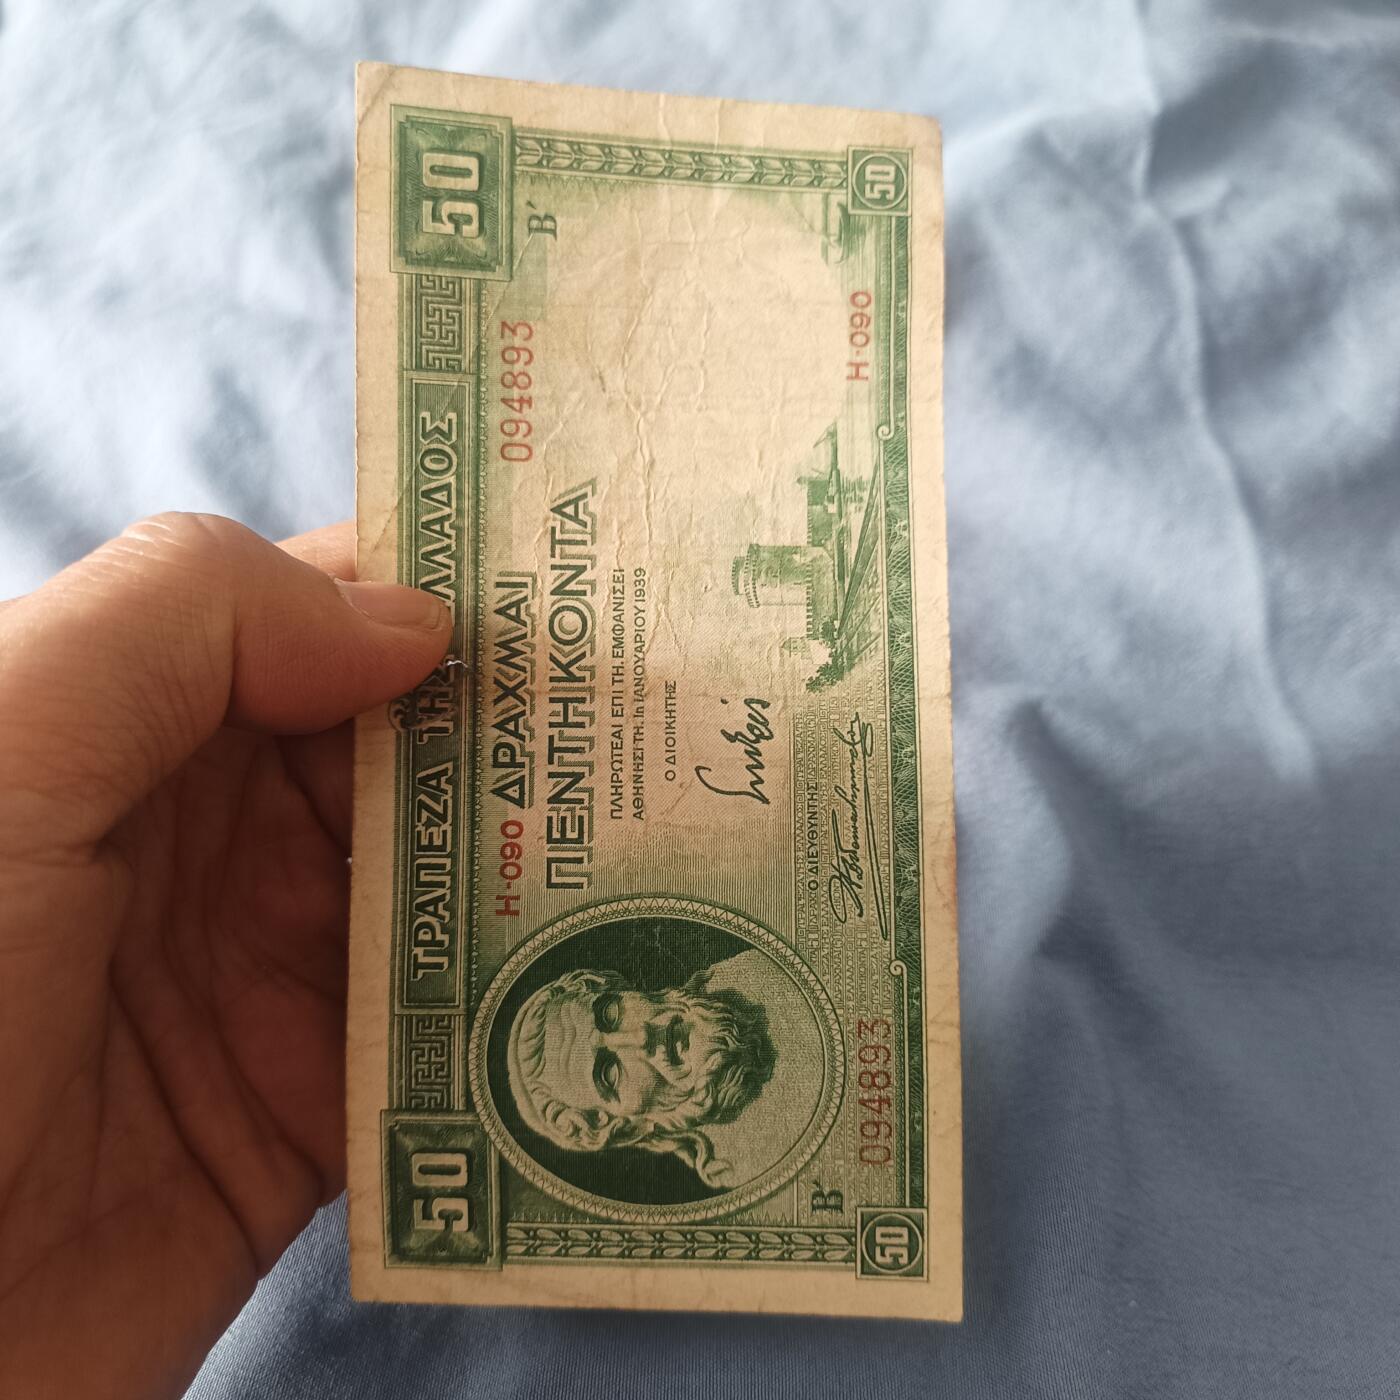 50
ΤΡΑΠΕΖΑ ΤΗΣ ΕΛΛΑΔΟΣ
50
Η·090 ΔΡΑΧΜΑΙ 094893
Β΄
ΠΕΝΤΗΚΟΝΤΑ
ΠΛΗΡΩΤΕΑΙ ΕΠΙ ΤΗ, ΕΜΦΑΝΙΣΕΙ
ΑΘΗΝΗΣΙ ΤΗ, 1η ΙΑΝΟΥΑΡΙΟΥ 1939
Ο ΔΙΟΙΚΗΤΗΣ
Ο ΔΙΕΥΘΥΝΤΗΣ
Β΄
094893
Η·090
50
50